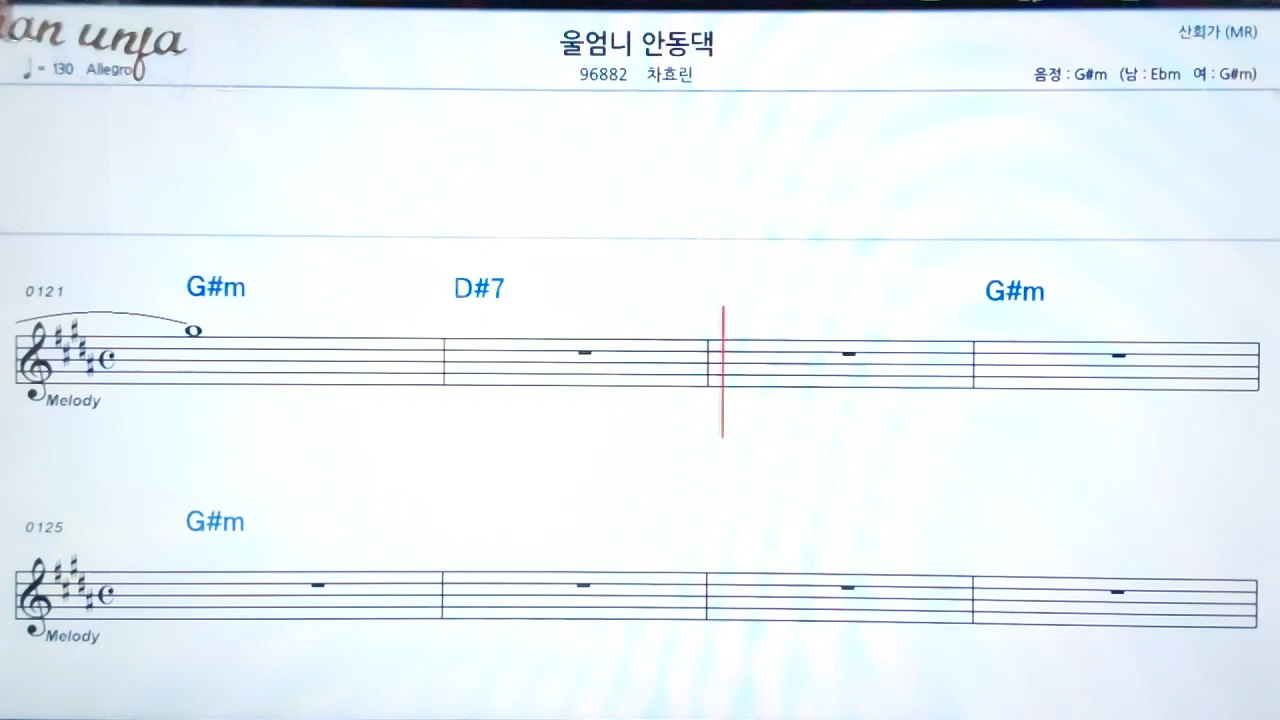 an unfa
♩ = 130 Allegro
울엄니 안동댁
96882 차효린
산회가 (MR)
음정 : G#m (남 : Ebm 여 : G#m)
0121
G#m D#7 G#m
Melody
0125
G#m
Melody